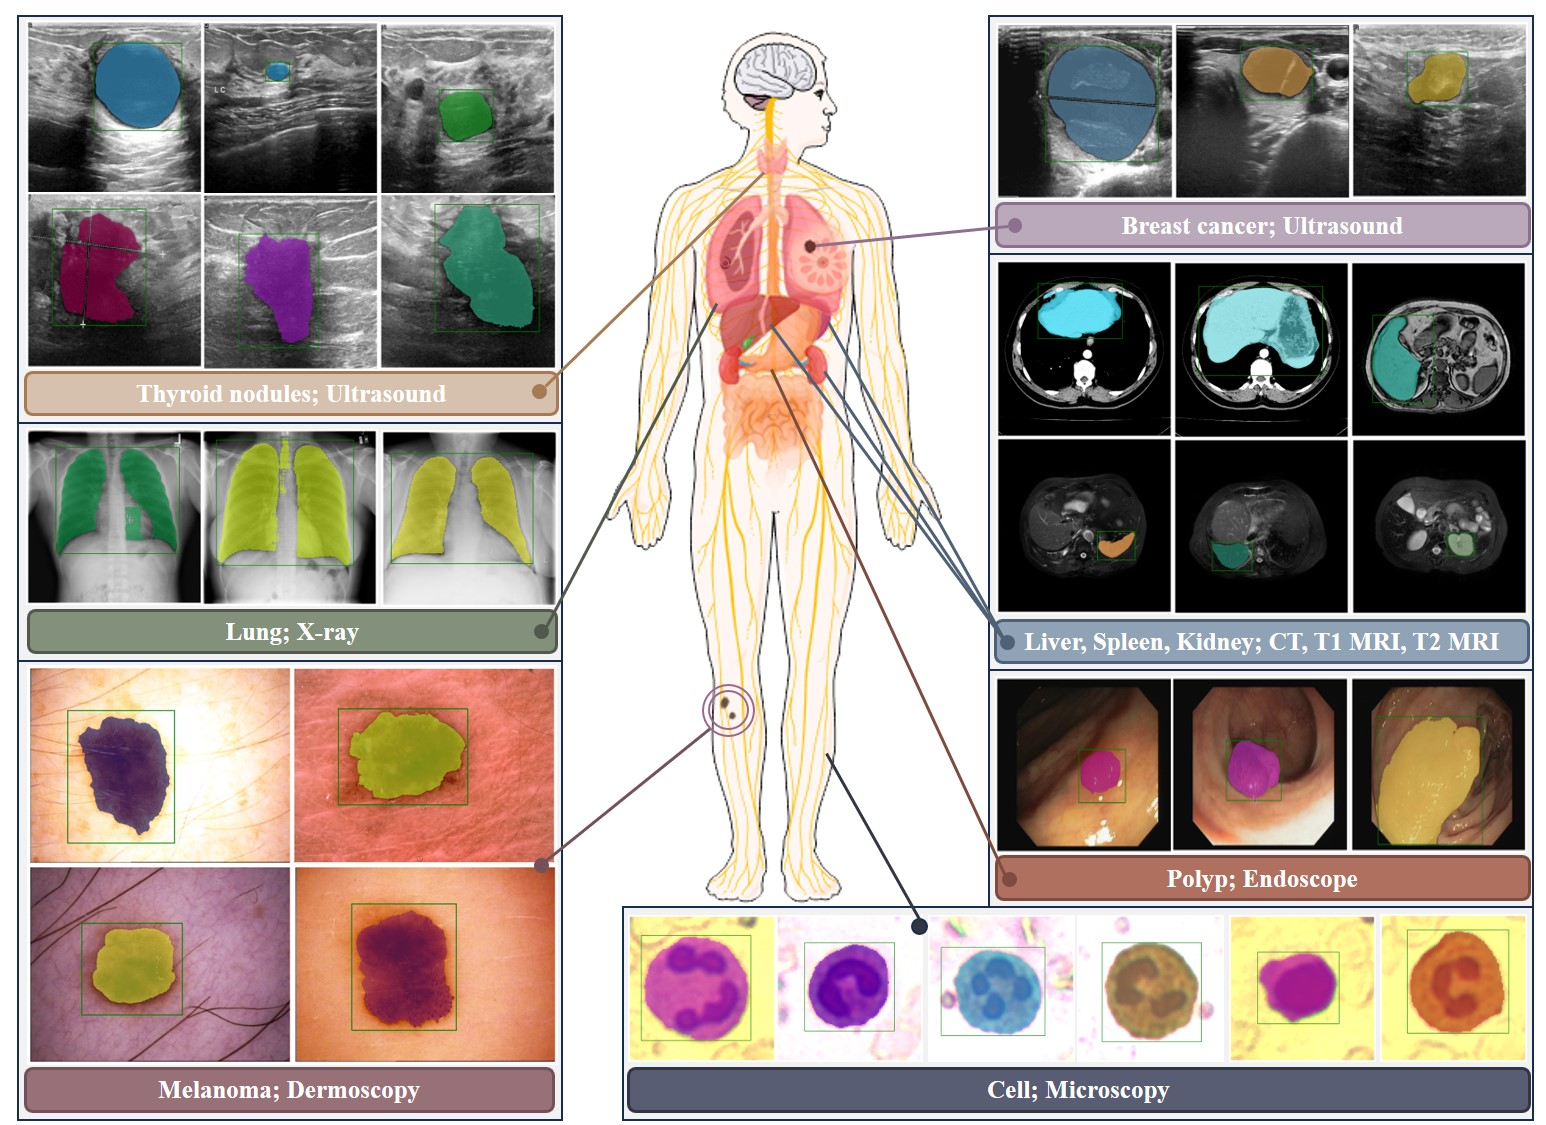 LC
Thyroid nodules; Ultrasound
Lung; X-ray
Melanoma; Dermoscopy
Breast cancer; Ultrasound
Liver, Spleen, Kidney; CT, T1 MRI, T2 MRI
Polyp; Endoscope
Cell; Microscopy